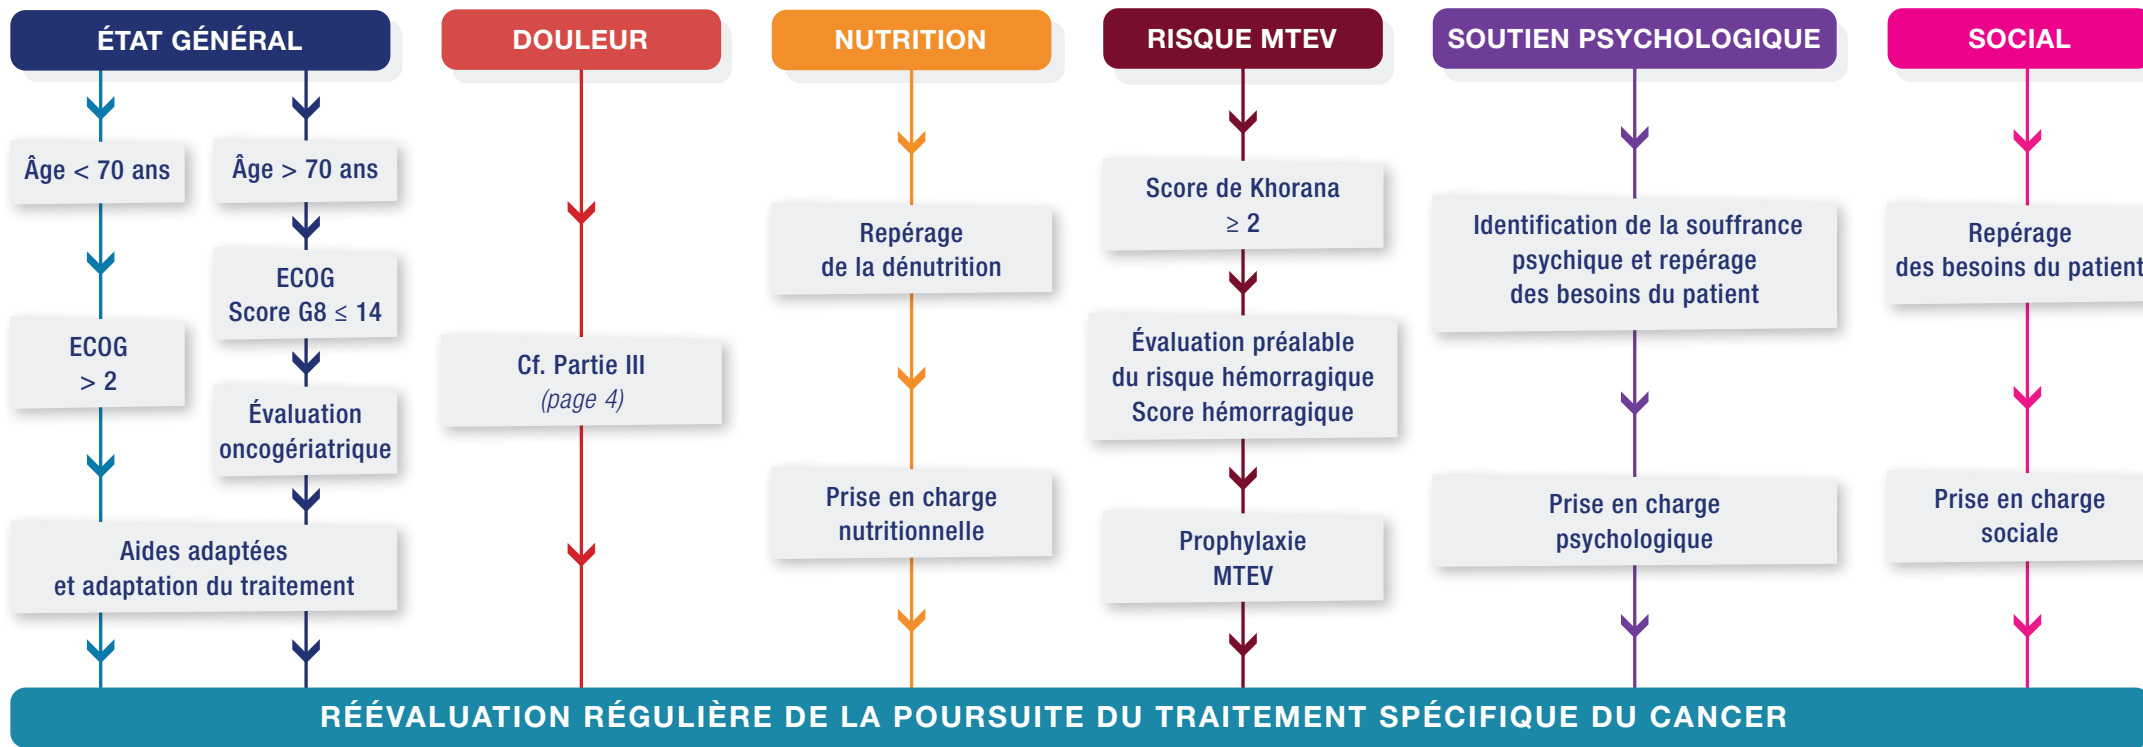 ÉTAT GÉNÉRAL
Âge < 70 ans
ECOG
> 2
Âge > 70 ans
ECOG
Score G8 ≤ 14
Évaluation
oncogériatrique
Aides adaptées
et adaptation du traitement
DOULEUR
Cf. Partie III
(page 4)
NUTRITION
Repérage
de la dénutrition
Prise en charge
nutritionnelle
RISQUE MTEV
Score de Khorana
≥ 2
Évaluation préalable
du risque hémorragique
Score hémorragique
Prophylaxie
MTEV
SOUTIEN PSYCHOLOGIQUE
Identification de la souffrance
psychique et repérage
des besoins du patient
Prise en charge
psychologique
SOCIAL
Repérage
des besoins du patient
Prise en charge
sociale
RÉÉVALUATION RÉGULIÈRE DE LA POURSUITE DU TRAITEMENT SPÉCIFIQUE DU CANCER